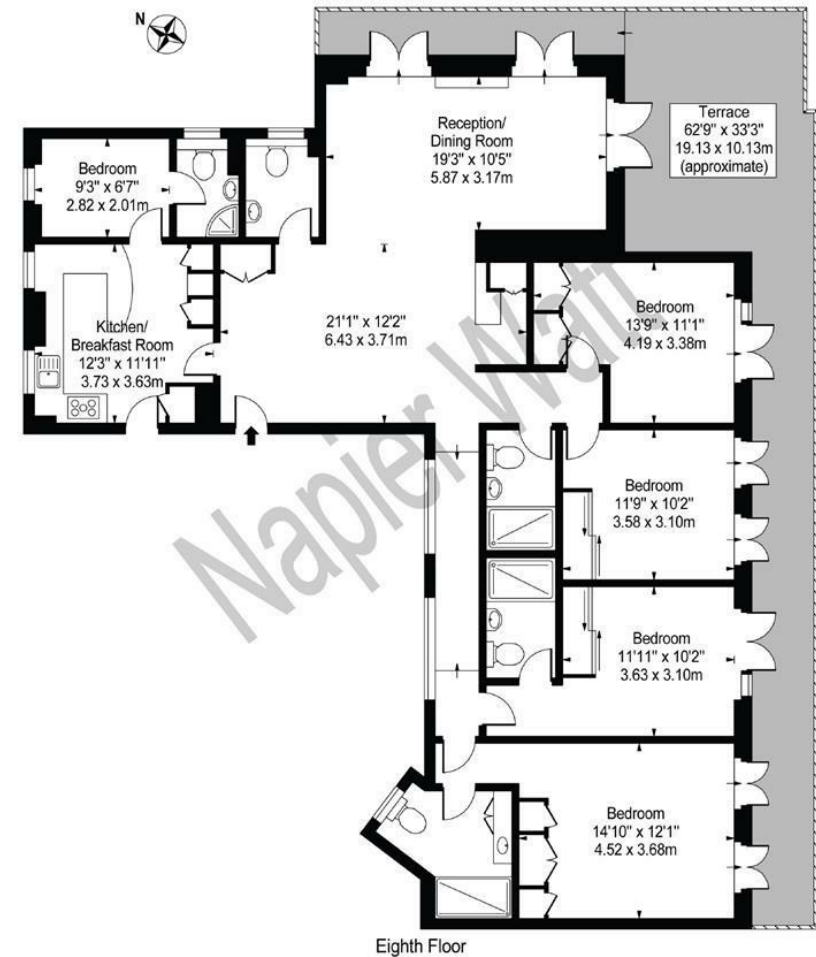 N
Reception/
Dining Room
19'3" x 10'5"
5.87 x 3.17m
Terrace
62'9" x 33'3"
19.13 x 10.13m
(approximate)
Bedroom
9'3" x 6'7"
2.82 x 2.01m
Kitchen/
Breakfast Room
12'3" x 11'11"
3.73 x 3.63m
21'1" x 12'2"
6.43 x 3.71m
Bedroom
13'9" x 11'1"
4.19 x 3.38m
Bedroom
11'9" x 10'2"
3.58 x 3.10m
Bedroom
11'11" x 10'2"
3.63 x 3.10m
Bedroom
14'10" x 12'1"
4.52 x 3.68m
Napier Watt
Eighth Floor